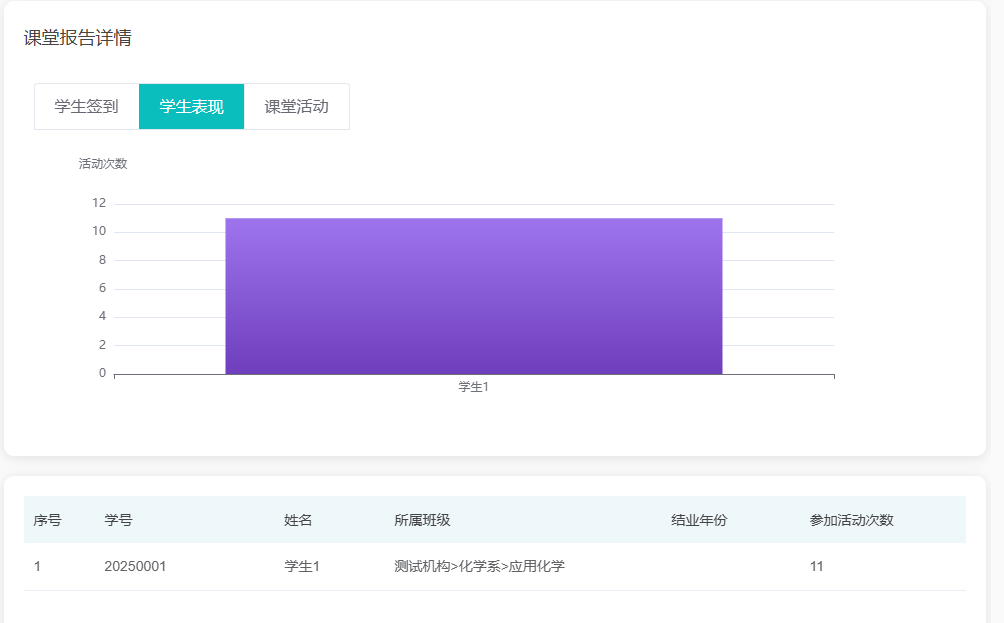 课堂报告详情
学生签到 学生表现 课堂活动
活动次数
12
10
8
6
4
2
0
学生1
序号 学号 姓名 所属班级 结业年份 参加活动次数
1 20250001 学生1 测试机构>化学系>应用化学 11